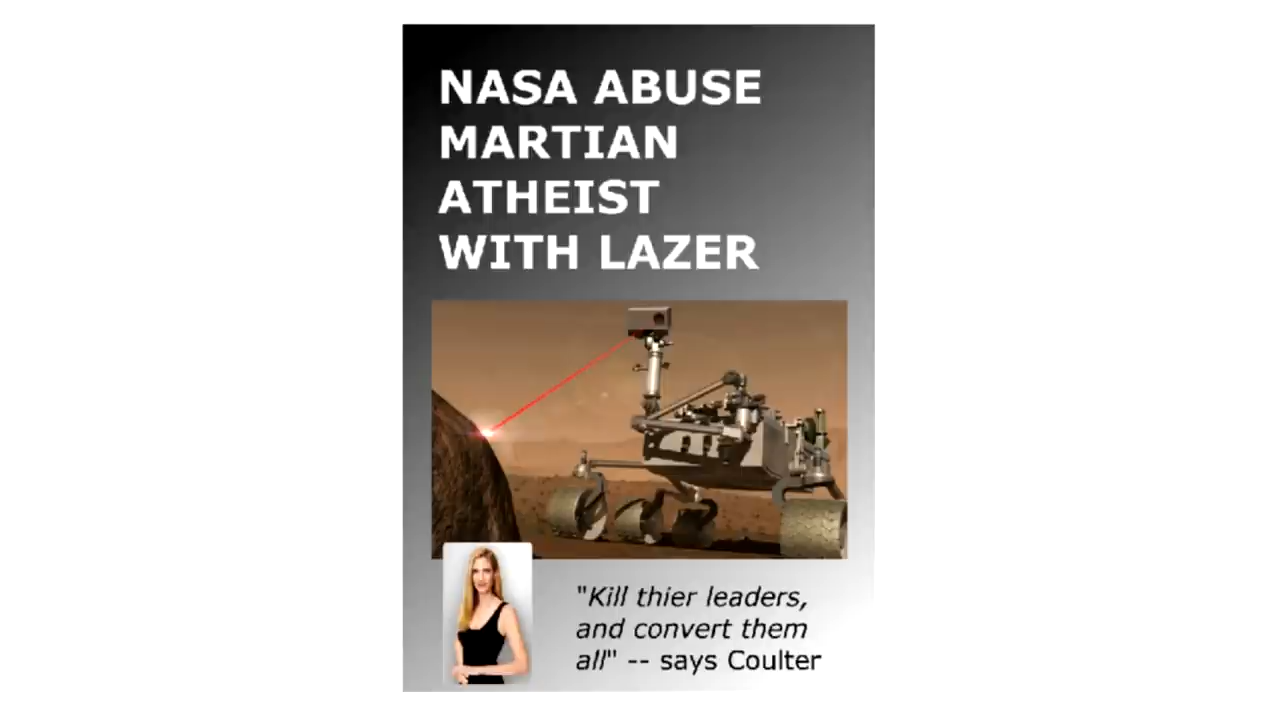 NASA ABUSE
MARTIAN
ATHEIST
WITH LAZER
"Kill thier leaders,
and convert them
all" -- says Coulter